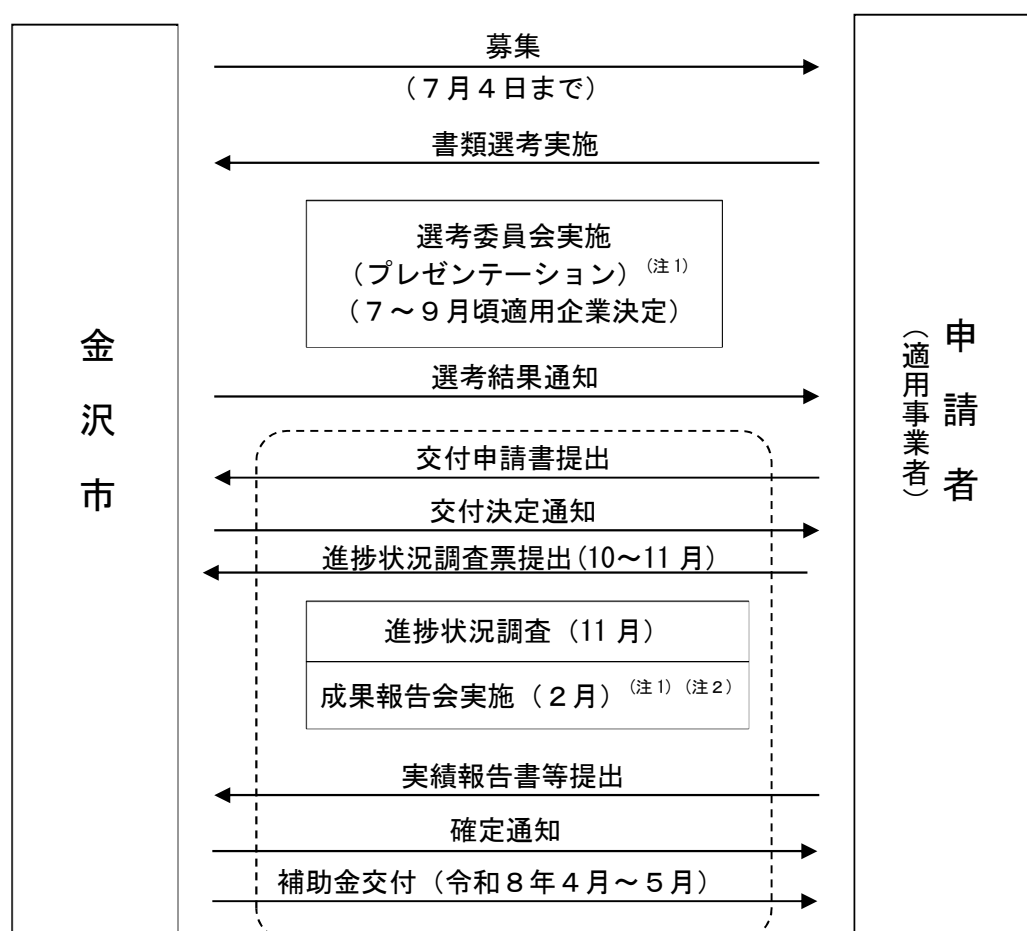 金沢市
募集
（７月４日まで）
書類選考実施
選考委員会実施
（プレゼンテーション）（注1）
（７～９月頃適用企業決定）
選考結果通知
交付申請書提出
交付決定通知
進捗状況調査票提出(10～11月)
進捗状況調査（11月）
成果報告会実施（２月）（注1）（注２）
実績報告書等提出
確定通知
補助金交付（令和８年４月～５月）
申請者
（適用事業者）